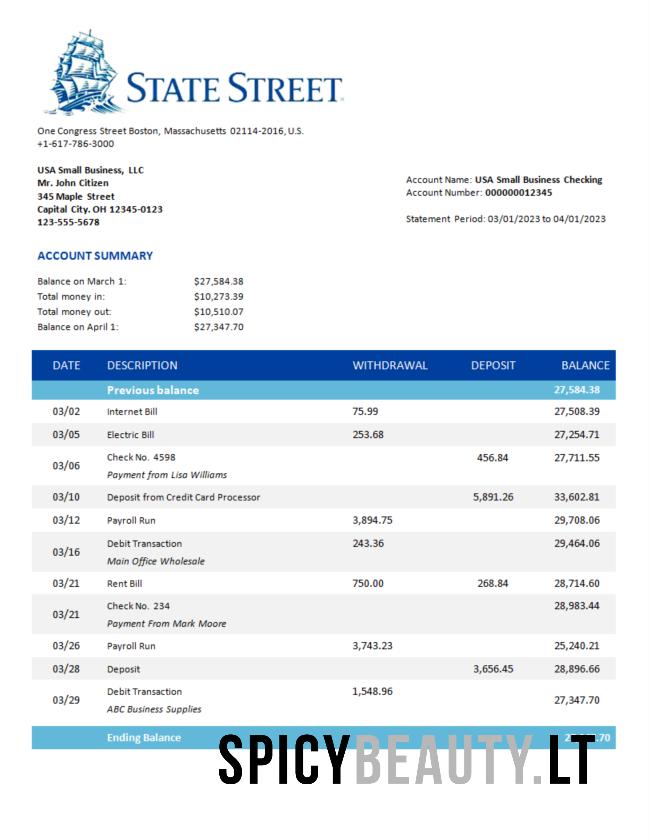 STATE STREET
One Congress Street Boston, Massachusetts 02114-2016, U.S.
+1-617-786-3000
USA Small Business, LLC
Mr. John Citizen
345 Maple Street
Capital City. OH 12345-0123
123-555-5678
Account Name: USA Small Business Checking
Account Number: 000000012345
Statement Period: 03/01/2023 to 04/01/2023
ACCOUNT SUMMARY
Balance on March 1: $27,584.38
Total money in: $10,273.39
Total money out: $10,510.07
Balance on April 1: $27,347.70
DATE DESCRIPTION WITHDRAWAL DEPOSIT BALANCE
Previous balance 27,584.38
03/02 Internet Bill 75.99 27,508.39
03/05 Electric Bill 253.68 27,254.71
03/06 Check No. 4598 456.84 27,711.55
Payment from Lisa Williams
03/10 Deposit from Credit Card Processor 5,891.26 33,602.81
03/12 Payroll Run 3,894.75 29,708.06
03/16 Debit Transaction 243.36 29,464.06
Main Office Wholesale
03/21 Rent Bill 750.00 268.84 28,714.60
03/21 Check No. 234 28,983.44
Payment From Mark Moore
03/26 Payroll Run 3,743.23 25,240.21
03/28 Deposit 3,656.45 28,896.66
03/29 Debit Transaction 1,548.96 27,347.70
ABC Business Supplies
Ending Balance
SPICYBEAUTY.LT